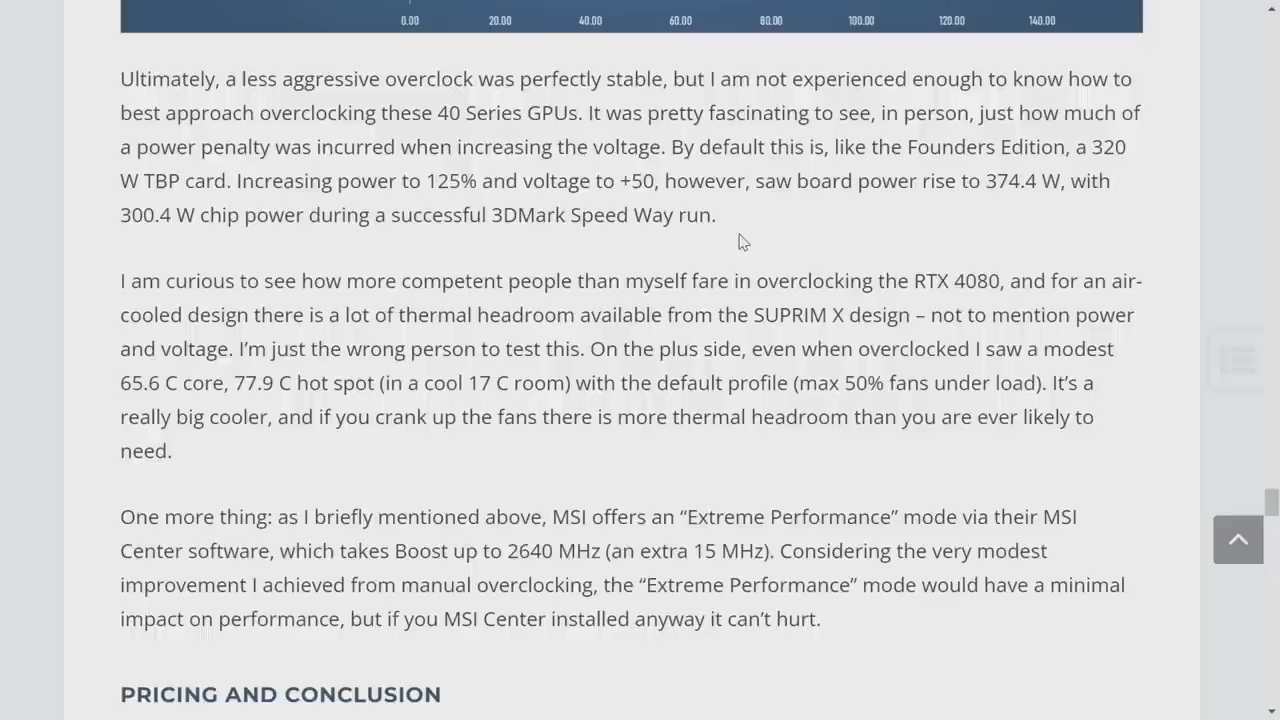 0.00 20.00 40.00 60.00 80.00 100.00 120.00 140.00
Ultimately, a less aggressive overclock was perfectly stable, but I am not experienced enough to know how to
best approach overclocking these 40 Series GPUs. It was pretty fascinating to see, in person, just how much of
a power penalty was incurred when increasing the voltage. By default this is, like the Founders Edition, a 320
W TBP card. Increasing power to 125% and voltage to +50, however, saw board power rise to 374.4 W, with
300.4 W chip power during a successful 3DMark Speed Way run.
I am curious to see how more competent people than myself fare in overclocking the RTX 4080, and for an air-
cooled design there is a lot of thermal headroom available from the SUPRIM X design – not to mention power
and voltage. I’m just the wrong person to test this. On the plus side, even when overclocked I saw a modest
65.6 C core, 77.9 C hot spot (in a cool 17 C room) with the default profile (max 50% fans under load). It’s a
really big cooler, and if you crank up the fans there is more thermal headroom than you are ever likely to
need.
One more thing: as I briefly mentioned above, MSI offers an “Extreme Performance” mode via their MSI
Center software, which takes Boost up to 2640 MHz (an extra 15 MHz). Considering the very modest
improvement I achieved from manual overclocking, the “Extreme Performance” mode would have a minimal
impact on performance, but if you MSI Center installed anyway it can’t hurt.
PRICING AND CONCLUSION